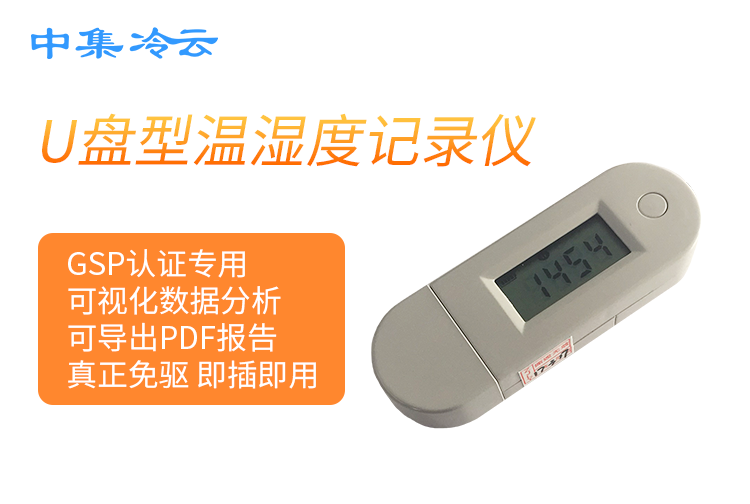 中集冷云
U盘型温湿度记录仪
GSP认证专用
可视化数据分析
可导出PDF报告
真正免驱 即插即用
1454